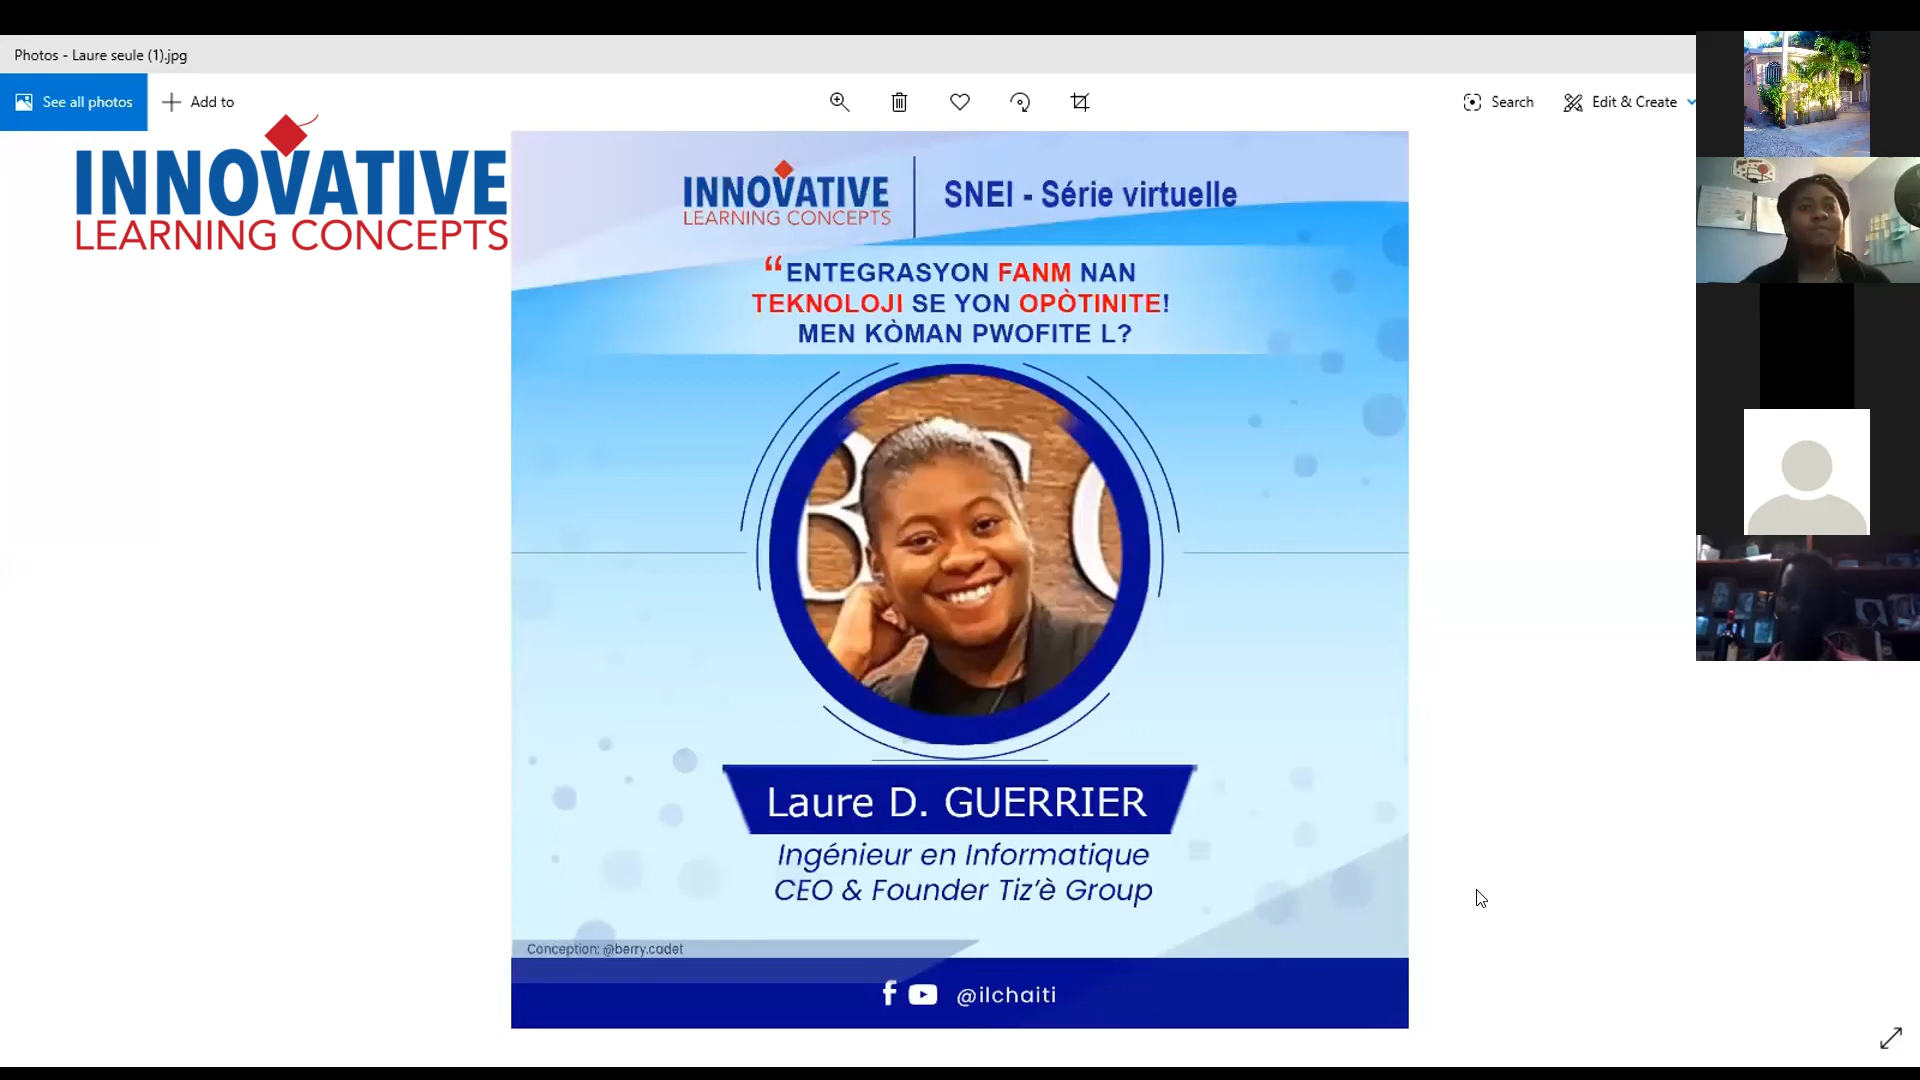 Photos - Laure seule (1).jpg
See all photos
Add to
Search
Edit & Create
INNOVATIVE
LEARNING CONCEPTS
INNOVATIVE
LEARNING CONCEPTS
SNEI - Série virtuelle
“ENTEGRASYON FANM NAN
TEKNOLOJI SE YON OPÒTINITE!
MEN KÒMAN PWOFITE L?
Laure D. GUERRIER
Ingénieur en Informatique
CEO & Founder Tiz'è Group
Conception: @berry.cadet
@ilchaiti